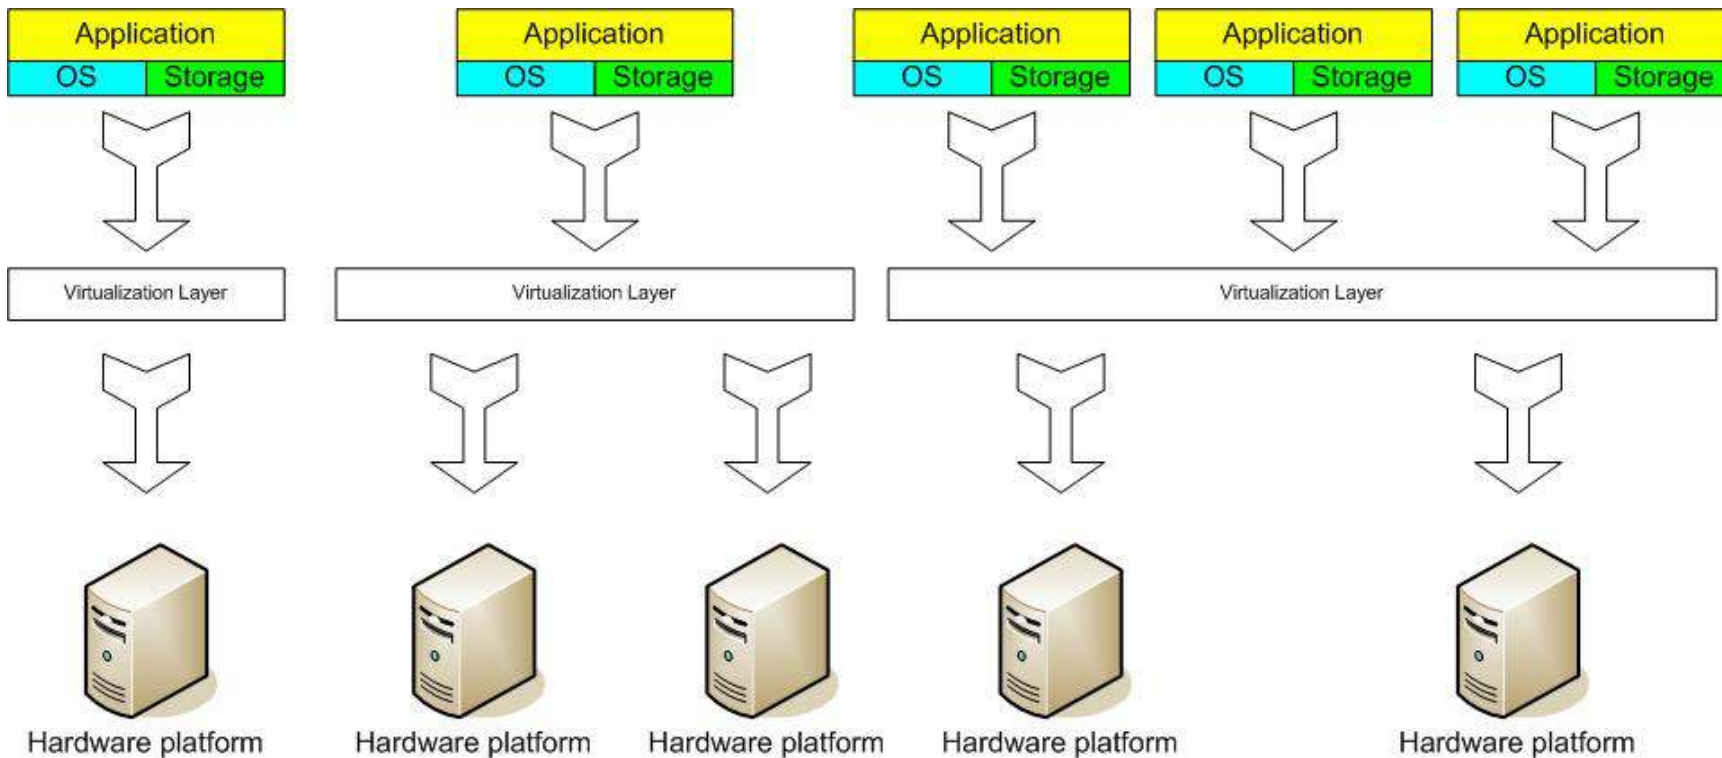 Application Application Application Application Application
OS Storage OS Storage OS Storage OS Storage OS Storage
Virtualization Layer Virtualization Layer Virtualization Layer
Hardware platform Hardware platform Hardware platform Hardware platform Hardware platform